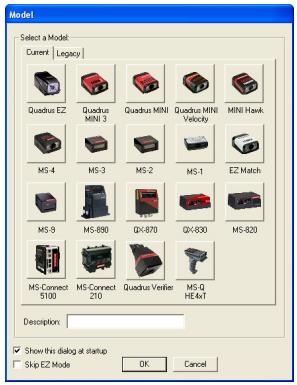 Model
Select a Model:
Current Legacy
Quadrus EZ Quadrus MINI 3 Quadrus MINI Quadrus MINI Velocity MINI Hawk
MS-4 MS-3 MS-2 MS-1 EZ Match
MS-9 MS-890 QX-870 QX-830 MS-820
MS-Connect 5100 MS-Connect 210 Quadrus Verifier MS-Q HE4xT
Description:
Show this dialog at startup
Skip EZ Mode
OK Cancel